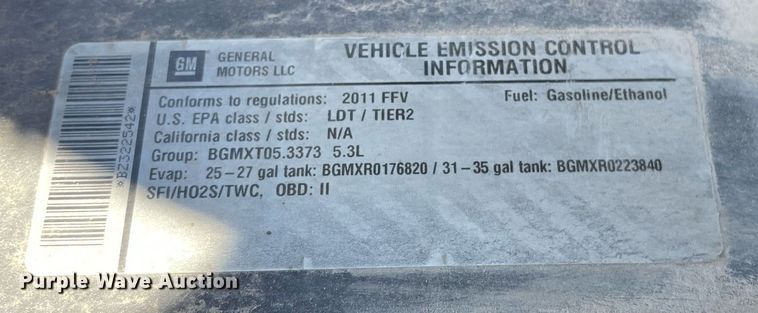 GM
GENERAL MOTORS LLC
VEHICLE EMISSION CONTROL INFORMATION
Conforms to regulations: 2011 FFV Fuel: Gasoline/Ethanol
U.S. EPA class / stds: LDT / TIER2
California class / stds: N/A
Group: BGMXT05.3373 5.3L
Evap: 25-27 gal tank: BGMXR0176820 / 31-35 gal tank: BGMXR0223840
SFI/HO2S/TWC, OBD: II
*BZ322542*
Purple Wave Auction